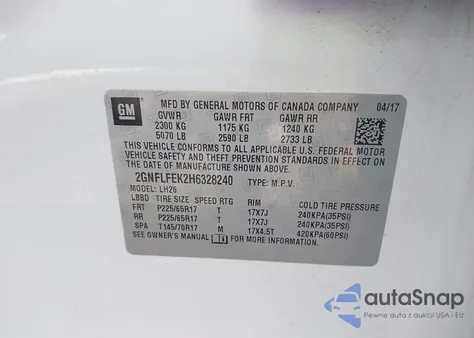 GM
MFD BY GENERAL MOTORS OF CANADA COMPANY 04/17
GVWR GAWR FRT GAWR RR
2300 KG 1175 KG 1240 KG
5070 LB 2590 LB 2733 LB
THIS VEHICLE CONFORMS TO ALL APPLICABLE U.S. FEDERAL MOTOR
VEHICLE SAFETY AND THEFT PREVENTION STANDARDS IN EFFECT ON THE
DATE OF MANUFACTURE SHOWN ABOVE.
2GNFLFEK2H6328240 TYPE: M.P.V.
MODEL: LH26
LBBD TIRE SIZE SPEED RTG RIM COLD TIRE PRESSURE
FRT P225/65R17 T 17X7J 240KPA(35PSI)
RR P225/65R17 T 17X7J 240KPA(35PSI)
SPA T145/70R17 M 17X4.5T 420KPA(60PSI)
SEE OWNER'S MANUAL FOR MORE INFORMATION.
autoSnap
Pewne auta z aukcji USA i EU